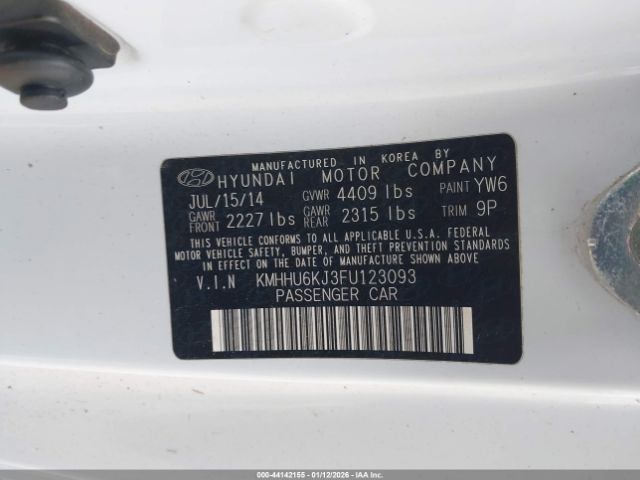 MANUFACTURED IN KOREA BY
HYUNDAI MOTOR COMPANY
JUL/15/14 GVWR 4409 lbs PAINT YW6
GAWR FRONT 2227 lbs GAWR REAR 2315 lbs TRIM 9P
THIS VEHICLE CONFORMS TO ALL APPLICABLE U.S.A. FEDERAL
MOTOR VEHICLE SAFETY, BUMPER, AND THEFT PREVENTION STANDARDS
IN EFFECT ON THE DATE OF MANUFACTURE SHOWN ABOVE
V.I.N KMHHU6KJ3FU123093
PASSENGER CAR
000-44142155 - 01/12/2026 - IAAI.COM